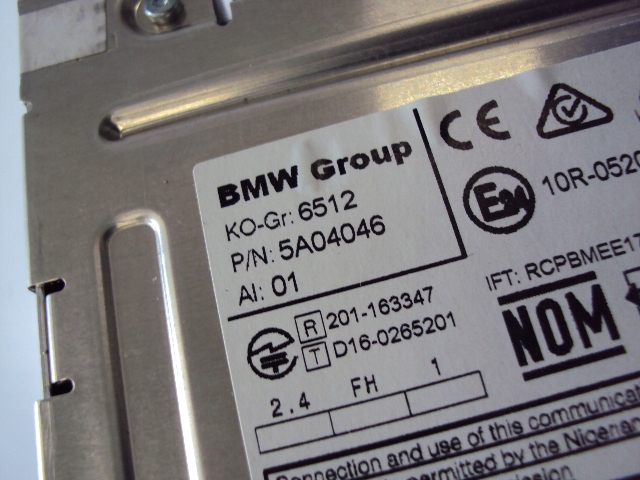 BMW Group
KO-Gr: 6512
P/N: 5A04046
AI: 01
CE
E24
10R-0520
IFT: RCPBMEE17
NOM
R 201-163347
T D16-0265201
2.4 FH 1
Connection and use of this communica
permitted by the Nigerian